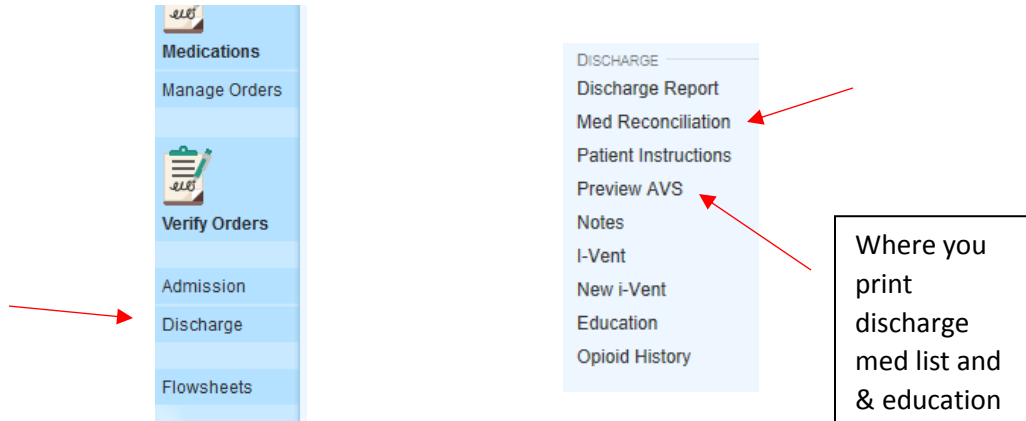 Medications
Manage Orders
Verify Orders
Admission
Discharge
Flowsheets
DISCHARGE
Discharge Report
Med Reconciliation
Patient Instructions
Preview AVS
Notes
I-Vent
New i-Vent
Education
Opioid History
Where you
print
discharge
med list and
& education